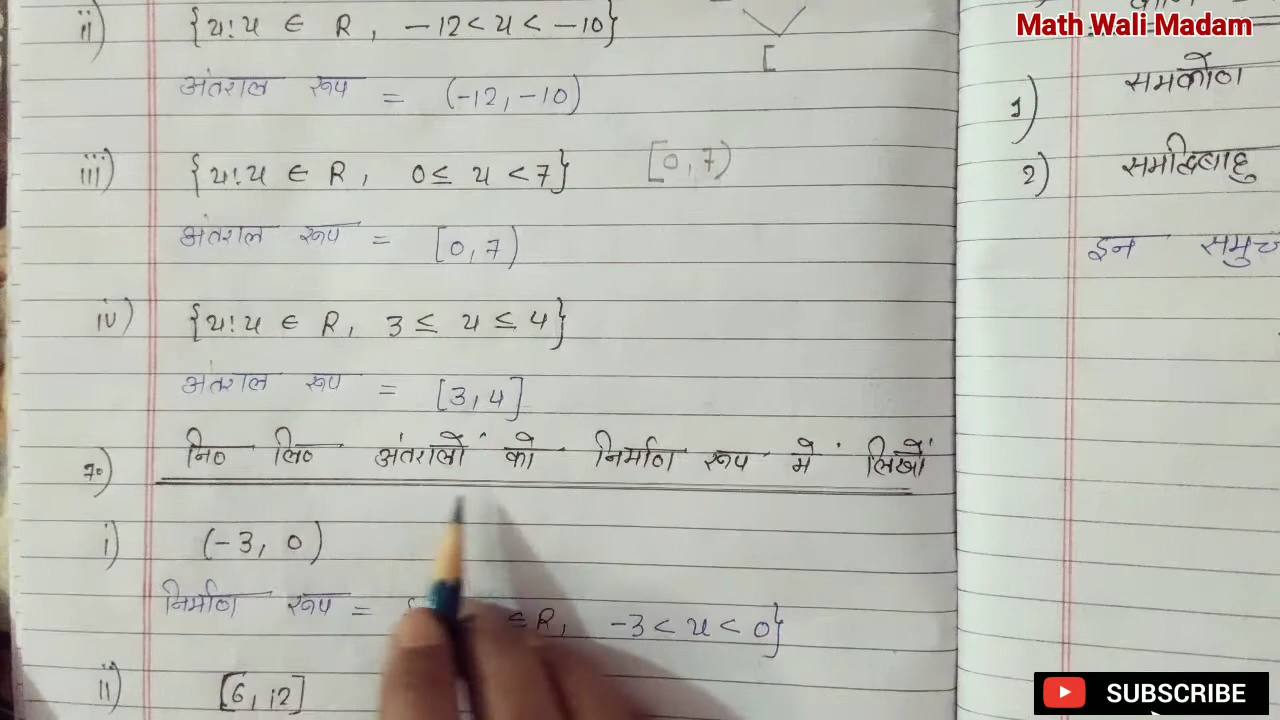 Math Wali Madam
ii) {x:x ∈ R, -12 < x < -10}
[
अंतराल रूप = (-12, -10)
iii) {x:x ∈ R, 0 ≤ x < 7} [0, 7)
अंतराल रूप = [0, 7)
iv) {x:x ∈ R, 3 ≤ x ≤ 4}
अंतराल रूप = [3, 4]
7०) नि० लि० अंतरालों को निर्माण रूप में लिखों
i) (-3, 0)
निर्माण रूप = ∈ R, -3 < x < 0}
ii) [6, 12]
1) समकोण
2) समद्विबाहु
इन समुच
SUBSCRIBE